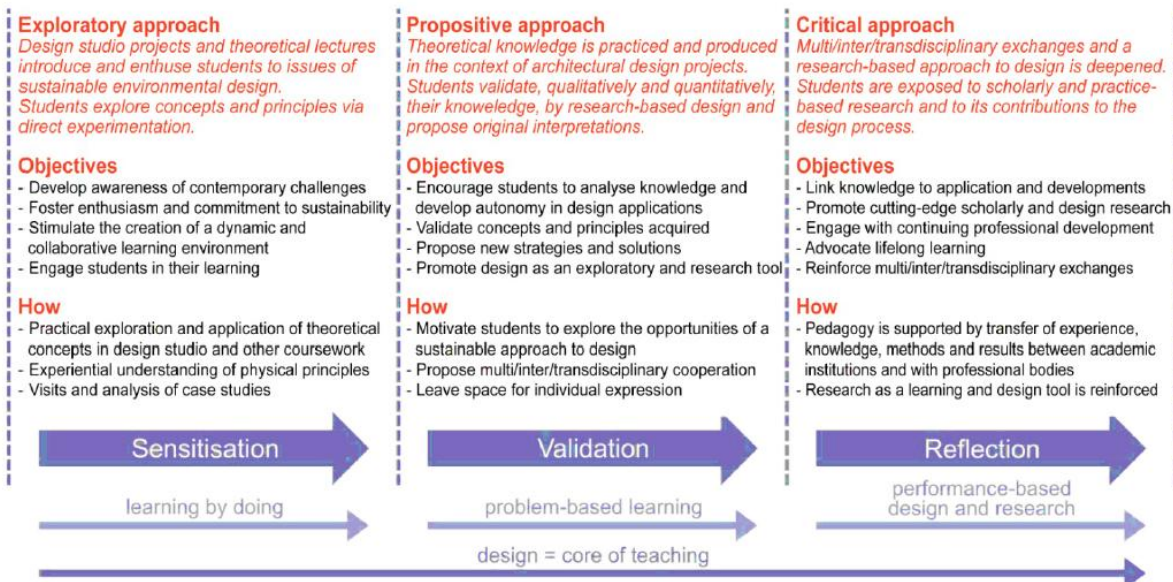 Exploratory approach
Design studio projects and theoretical lectures
introduce and enthuse students to issues of
sustainable environmental design.
Students explore concepts and principles via
direct experimentation.
Objectives
- Develop awareness of contemporary challenges
- Foster enthusiasm and commitment to sustainability
- Stimulate the creation of a dynamic and
collaborative learning environment
- Engage students in their learning
How
- Practical exploration and application of theoretical
concepts in design studio and other coursework
- Experiential understanding of physical principles
- Visits and analysis of case studies
Sensitisation
learning by doing
Propositive approach
Theoretical knowledge is practiced and produced
in the context of architectural design projects.
Students validate, qualitatively and quantitatively,
their knoweledge, by research-based design and
propose original interpretations.
Objectives
- Encourage students to analyse knowledge and
develop autonomy in design applications
- Validate concepts and principles acquired
- Propose new strategies and solutions
- Promote design as an exploratory and research tool
How
- Motivate students to explore the opportunities of a
sustainable approach to design
- Propose multi/inter/transdisciplinary cooperation
- Leave space for individual expression
Validation
problem-based learning
Critical approach
Multi/inter/transdisciplinary exchanges and a
research-based approach to design is deepened.
Students are exposed to scholarly and practice-
based research and to its contributions to the
design process.
Objectives
- Link knowledge to application and developments
- Promote cutting-edge scholarly and design research
- Engage with continuing professional development
- Advocate lifelong learning
- Reinforce multi/inter/transdisciplinary exchanges
How
- Pedagogy is supported by transfer of experience,
knowledge, methods and results between academic
institutions and with professional bodies
- Research as a learning and design tool is reinforced
Reflection
performance-based
design and research
design = core of teaching